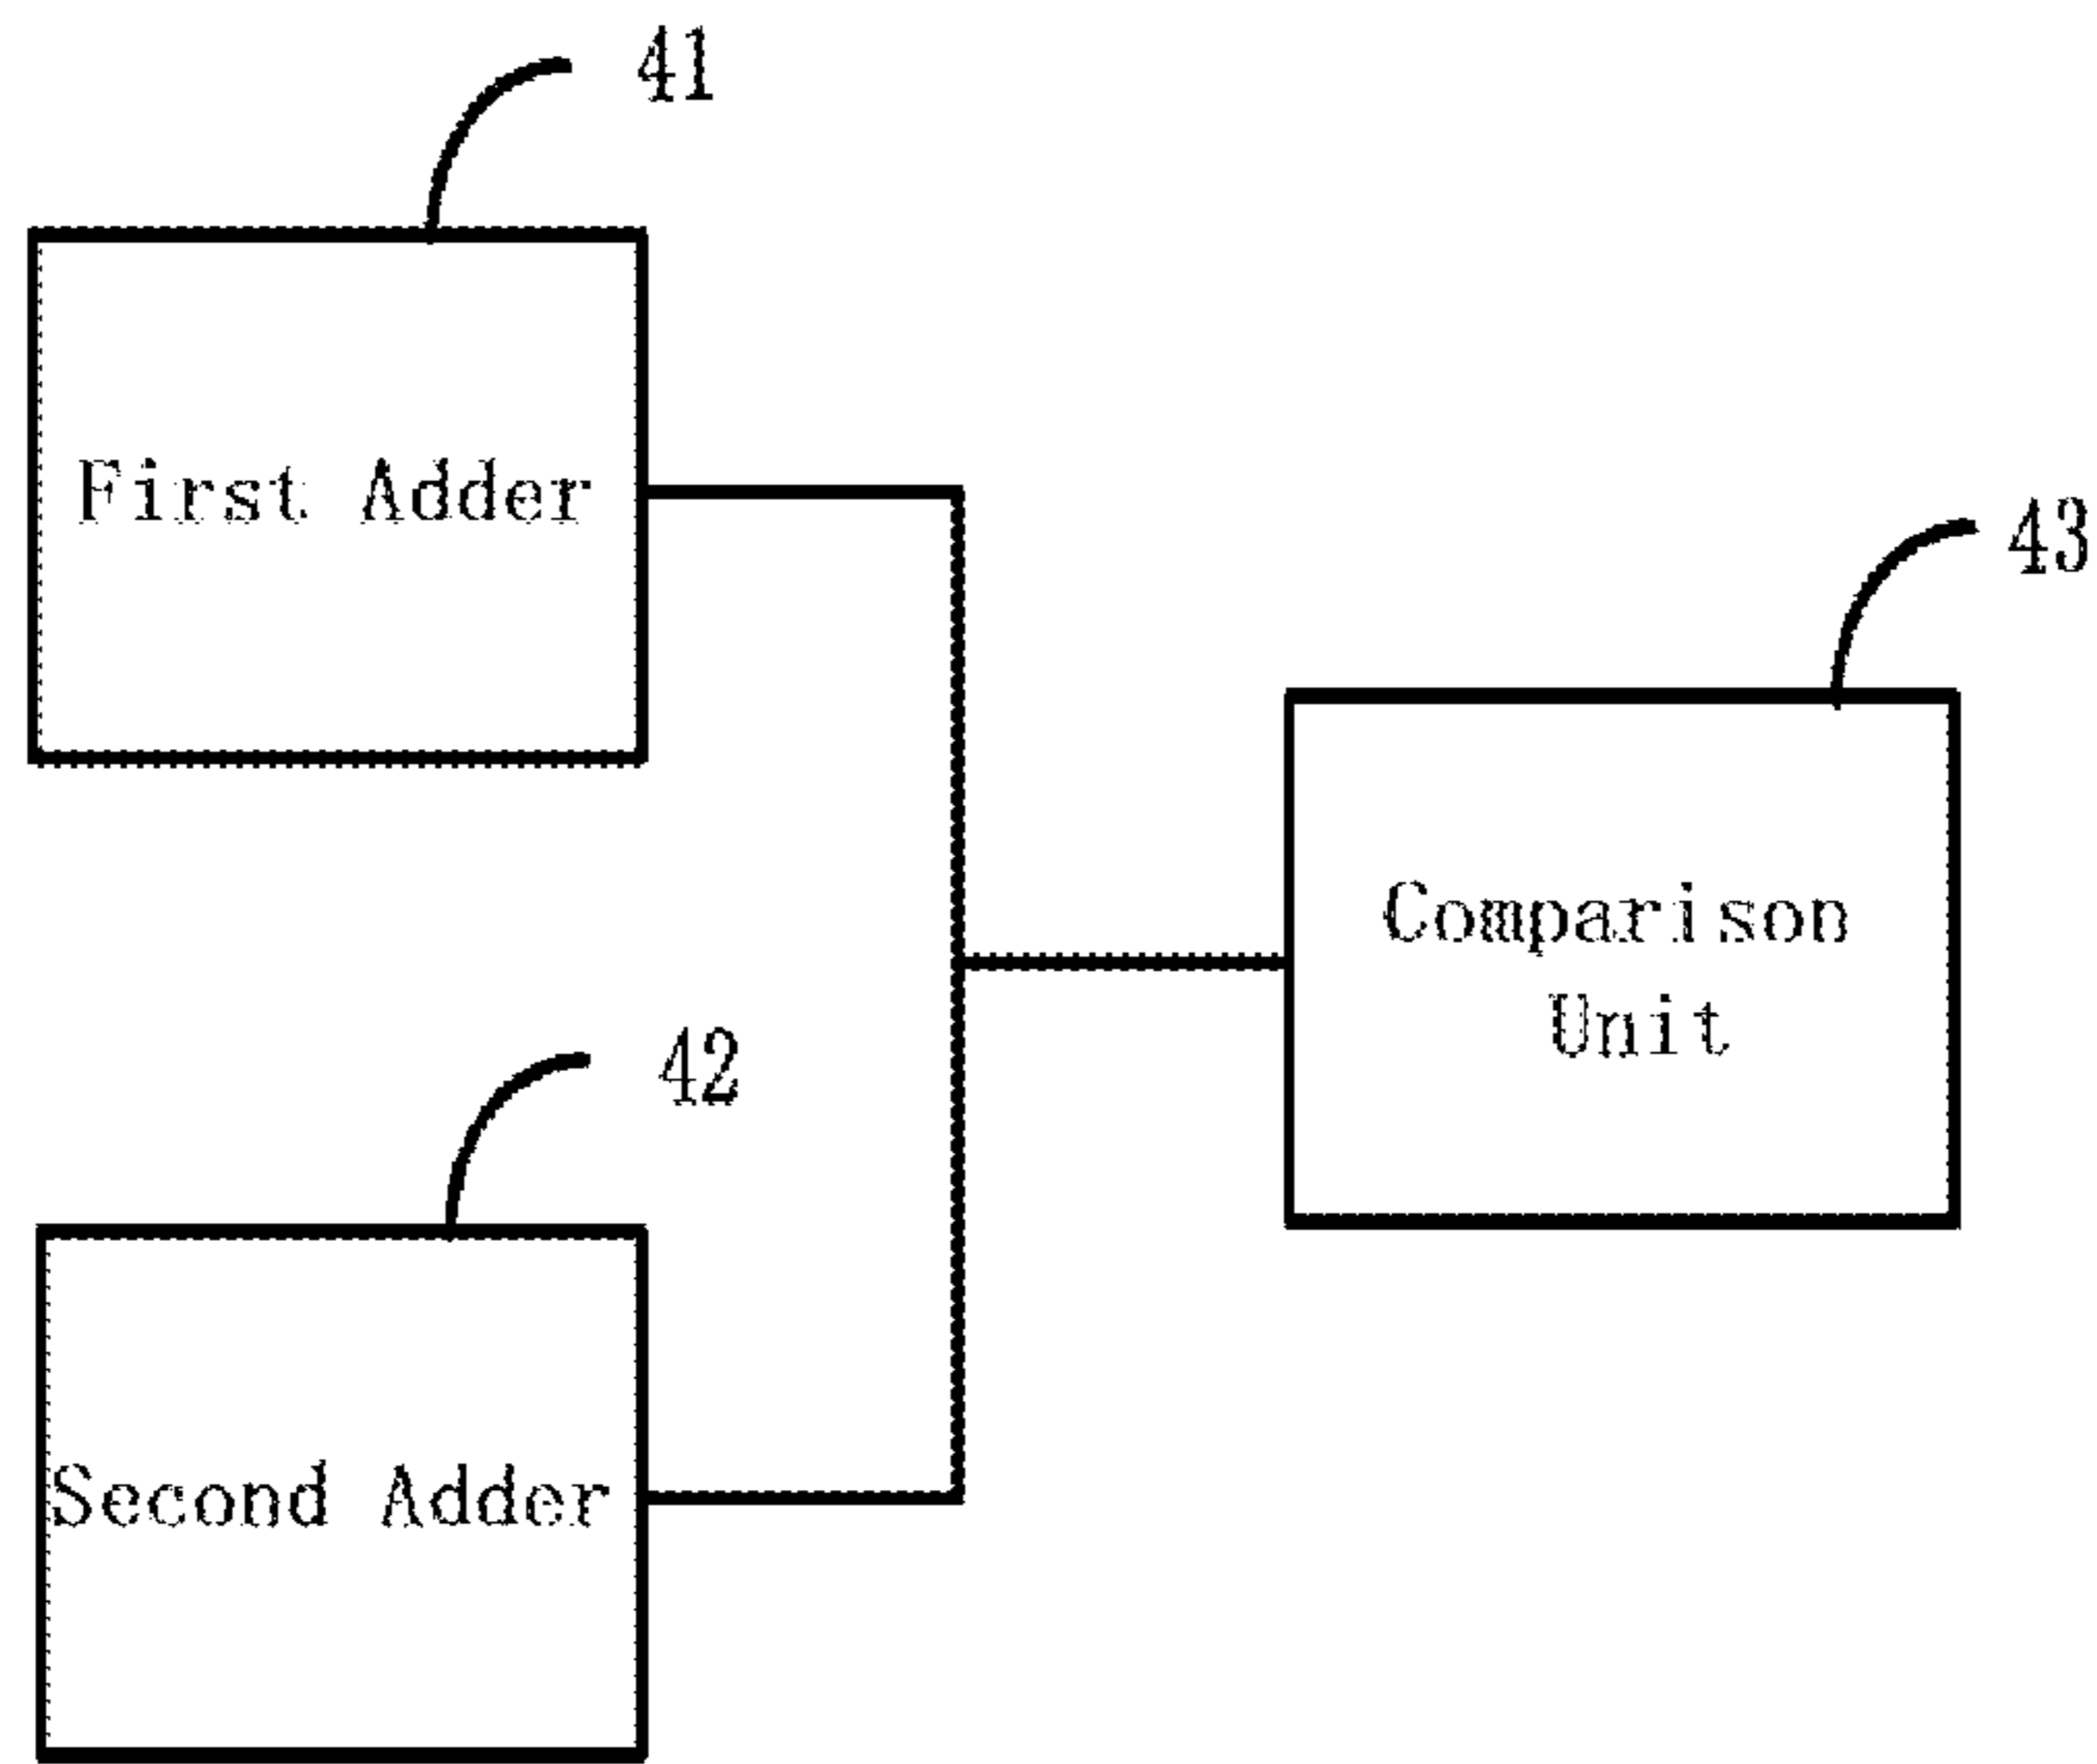 41
First Adder
43
Comparison
Unit
42
Second Adder